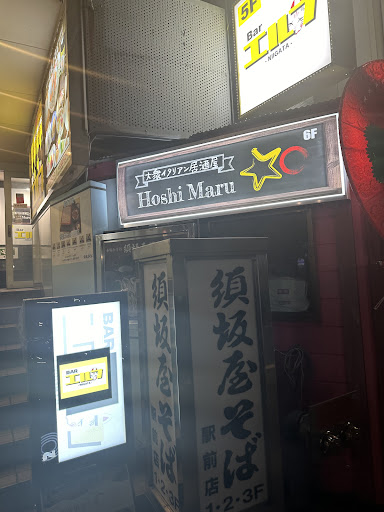 5F
Bar
エルフ
-NIIGATA-
大衆イタリアン居酒屋
Hoshi Maru
6F
BAR
BAR
エルフ
NIIGATA
須坂屋そば
須坂屋そば
駅前店
1・2・3F